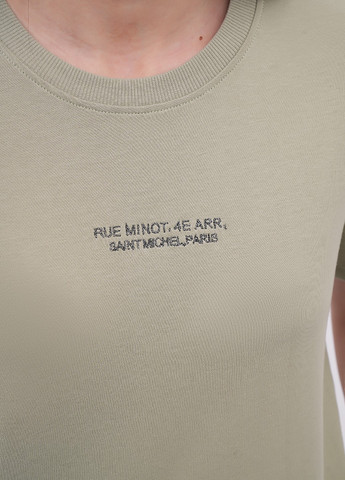 RUE MINOT, 4E ARR,
SAINT MICHEL,PARIS